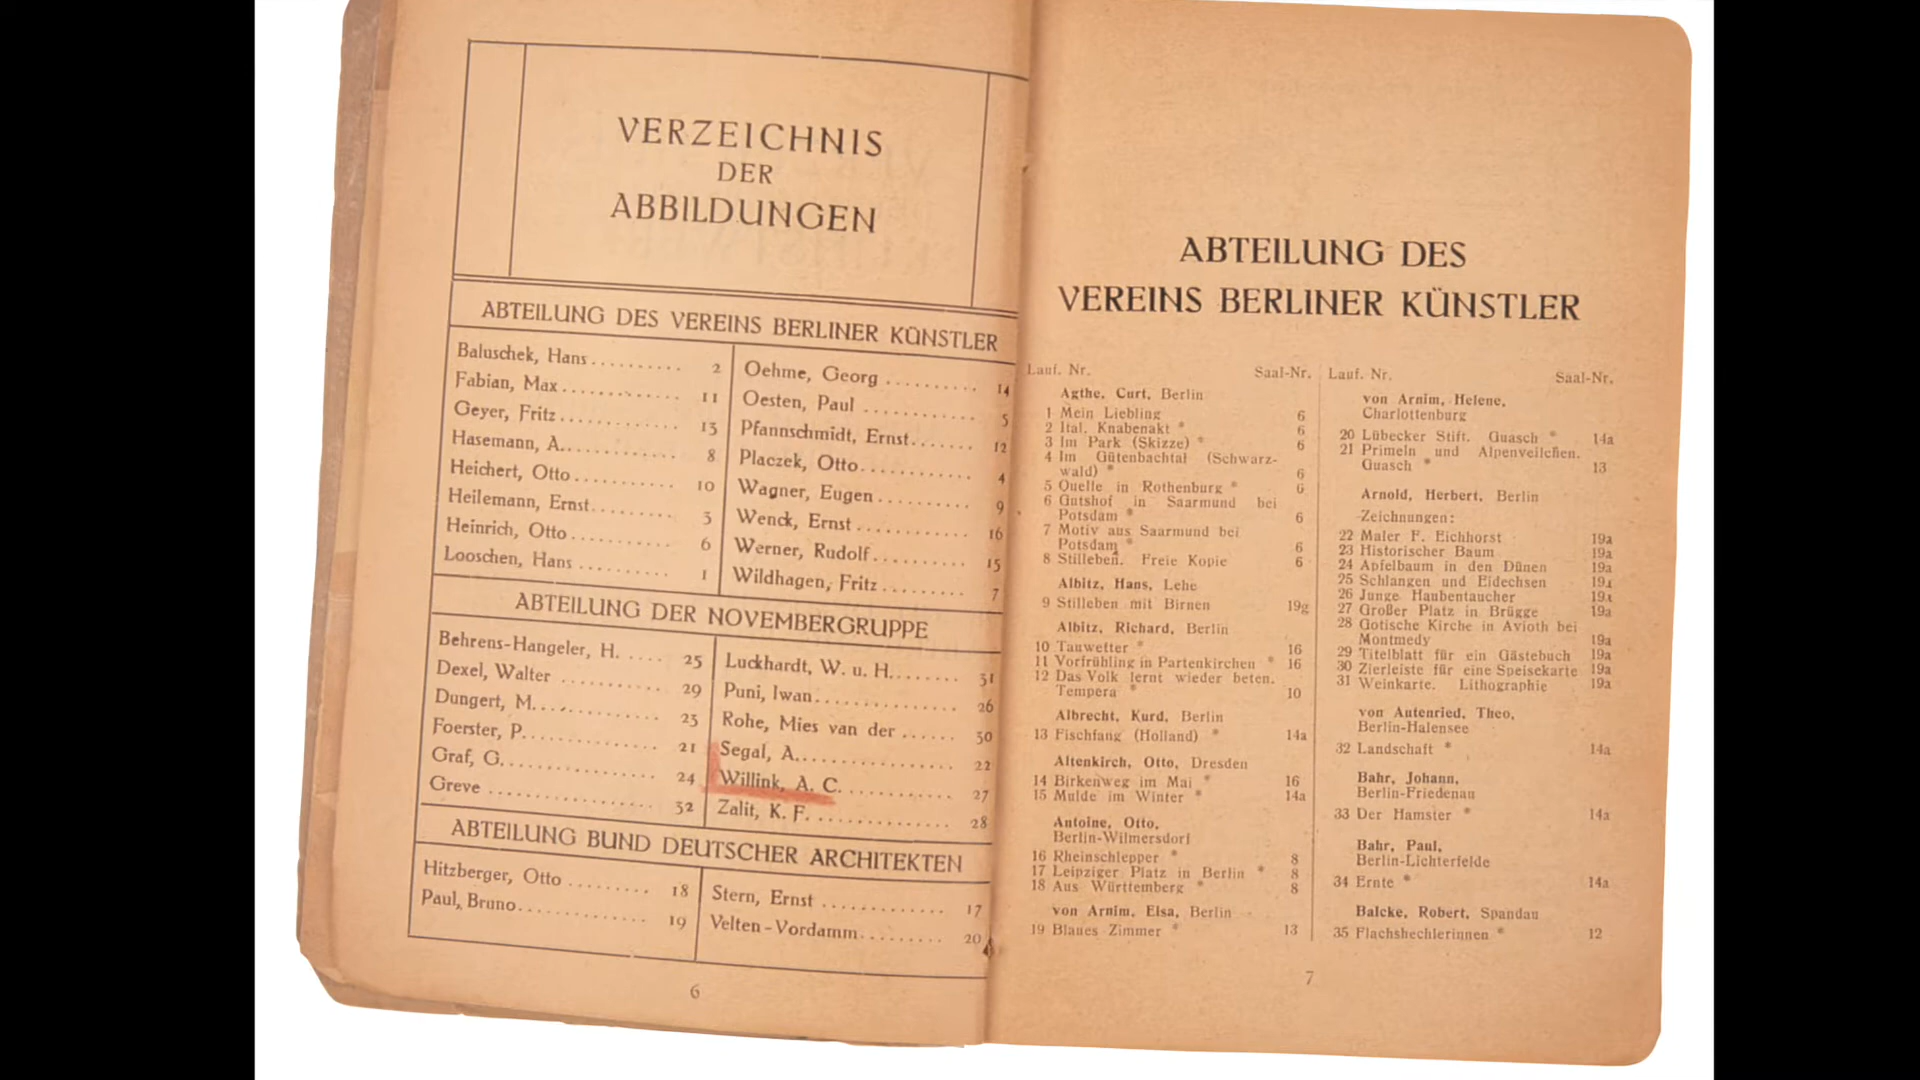 VERZEICHNIS
DER
ABBILDUNGEN
ABTEILUNG DES VEREINS BERLINER KÜNSTLER
Baluschek, Hans.......... 2
Fabian, Max............. 11
Geyer, Fritz............. 13
Hasemann, A............ 8
Heichert, Otto........... 10
Heilemann, Ernst......... 3
Heinrich, Otto........... 6
Looschen, Hans .......... 1
Oehme, Georg .......... 14
Oesten, Paul ............ 5
Pfannschmidt, Ernst....... 12
Placzek, Otto............ 4
Wagner, Eugen........... 9
Wenck, Ernst............ 16
Werner, Rudolf.......... 15
Wildhagen, Fritz......... 7
ABTEILUNG DER NOVEMBERGRUPPE
Behrens-Hangeler, H. .... 25
Dexel, Walter ........... 29
Dungert, M.............. 23
Foerster, P............... 21
Graf, G................. 24
Greve .................. 32
Luckhardt, W. u. H........ 31
Puni, Iwan.............. 26
Rohe, Mies van der ...... 30
Segal, A................. 22
Willink, A. C............ 27
Zalit, K. F............... 28
ABTEILUNG BUND DEUTSCHER ARCHITEKTEN
Hitzberger, Otto ......... 18
Paul, Bruno.............. 19
Stern, Ernst ............. 17
Velten-Vordamm......... 20
6
ABTEILUNG DES
VEREINS BERLINER KÜNSTLER
Lauf. Nr. Saal-Nr.
Agthe, Curt, Berlin
1 Mein Liebling 6
2 Ital. Knabenakt * 6
3 Im Park (Skizze) * 6
4 Im Gütenbachtal (Schwarz-
wald) * 6
5 Quelle in Rothenburg * 6
6 Gutshof in Saarmund bei
Potsdam * 6
7 Motiv aus Saarmund bei
Potsdam * 6
8 Stilleben. Freie Kopie 6
Albitz, Hans, Lehe
9 Stilleben mit Birnen 19g
Albitz, Richard, Berlin
10 Tauwetter * 16
11 Vorfrühling in Partenkirchen * 16
12 Das Volk lernt wieder beten.
Tempera * 10
Albrecht, Kurd, Berlin
13 Fischfang (Holland) * 14a
Altenkirch, Otto, Dresden
14 Birkenweg im Mai * 16
15 Mulde im Winter * 14a
Antoine, Otto,
Berlin-Wilmersdorf
16 Rheinschlepper * 8
17 Leipziger Platz in Berlin * 8
18 Aus Württemberg * 8
von Arnim, Elsa, Berlin
19 Blaues Zimmer * 13
Lauf. Nr. Saal-Nr.
von Arnim, Helene,
Charlottenburg
20 Lübecker Stift. Guasch * 14a
21 Primeln und Alpenveilchen.
Guasch * 13
Arnold, Herbert, Berlin
Zeichnungen:
22 Maler F. Eichhorst 19a
23 Historischer Baum 19a
24 Apfelbaum in den Dünen 19a
25 Schlangen und Eidechsen 19a
26 Junge Haubentaucher 19a
27 Großer Platz in Brügge 19a
28 Gotische Kirche in Avioth bei
Montmedy 19a
29 Titelblatt für ein Gästebuch 19a
30 Zierleiste für eine Speisekarte 19a
31 Weinkarte. Lithographie 19a
von Autenried, Theo,
Berlin-Halensee
32 Landschaft * 14a
Bahr, Johann,
Berlin-Friedenau
33 Der Hamster * 14a
Bahr, Paul,
Berlin-Lichterfelde
34 Ernte * 14a
Balcke, Robert, Spandau
35 Flachshechlerinnen * 12
7